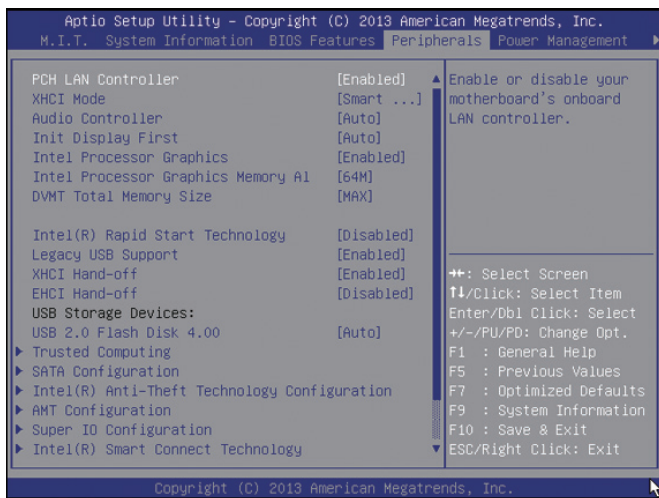 Aptio Setup Utility – Copyright (C) 2013 American Megatrends, Inc.
M.I.T. System Information BIOS Features Peripherals Power Management
PCH LAN Controller [Enabled]
XHCI Mode [Smart ...]
Audio Controller [Auto]
Init Display First [Auto]
Intel Processor Graphics [Enabled]
Intel Processor Graphics Memory Al [64M]
DVMT Total Memory Size [MAX]
Intel(R) Rapid Start Technology [Disabled]
Legacy USB Support [Enabled]
XHCI Hand-off [Enabled]
EHCI Hand-off [Disabled]
USB Storage Devices:
USB 2.0 Flash Disk 4.00 [Auto]
Trusted Computing
SATA Configuration
Intel(R) Anti-Theft Technology Configuration
AMT Configuration
Super IO Configuration
Intel(R) Smart Connect Technology
Enable or disable your
motherboard's onboard
LAN controller.
→←: Select Screen
↑↓/Click: Select Item
Enter/Dbl Click: Select
+/-/PU/PD: Change Opt.
F1 : General Help
F5 : Previous Values
F7 : Optimized Defaults
F9 : System Information
F10 : Save & Exit
ESC/Right Click: Exit
Copyright (C) 2013 American Megatrends, Inc.